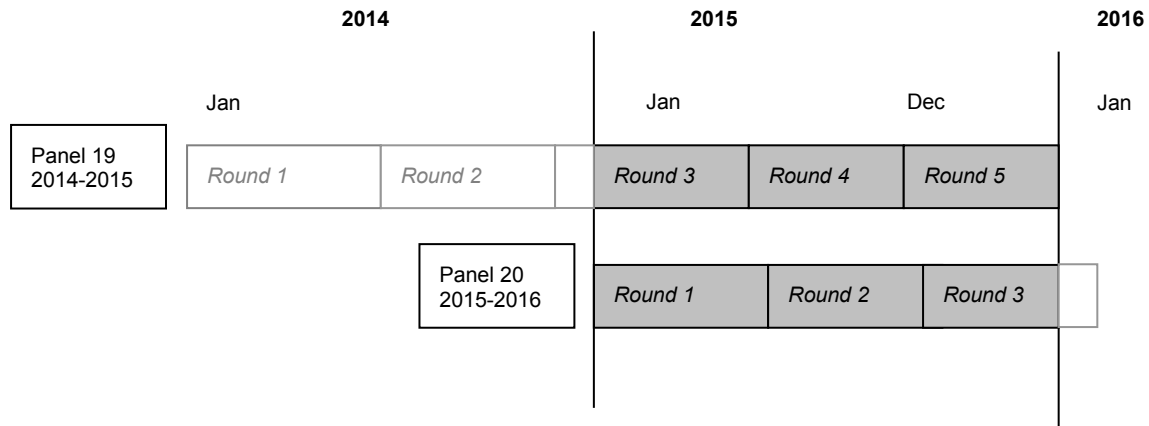 2014
2015
2016
Jan
Jan
Dec
Jan
Panel 19
2014-2015
Round 1
Round 2
Round 3
Round 4
Round 5
Panel 20
2015-2016
Round 1
Round 2
Round 3